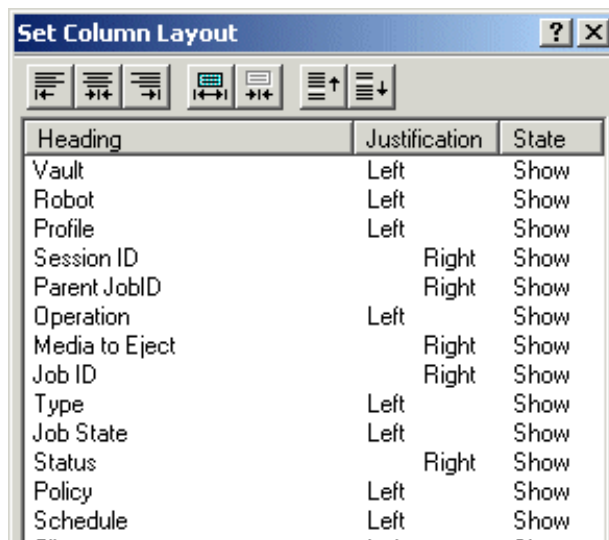 Set Column Layout
Heading Justification State
Vault Left Show
Robot Left Show
Profile Left Show
Session ID Right Show
Parent JobID Right Show
Operation Left Show
Media to Eject Right Show
Job ID Right Show
Type Left Show
Job State Left Show
Status Right Show
Policy Left Show
Schedule Left Show